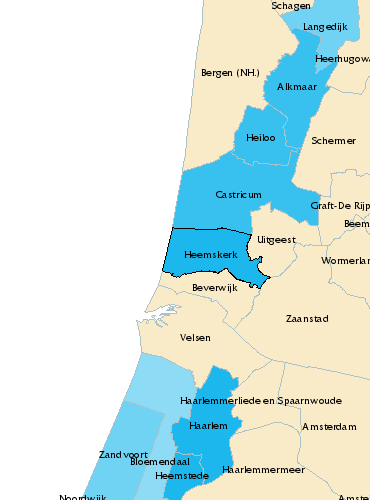 Schagen
Langedijk
Heerhugowa
Bergen (NH.)
Alkmaar
Heiloo
Schermer
Castricum
Graft-De Rijp
Beem
Uitgeest
Heemskerk
Wormerlan
Beverwijk
Zaanstad
Velsen
Haarlemmerliede en Spaarnwoude
Haarlem
Amsterdam
Zandvoort
Bloemendaal
Haarlemmermeer
Heemstede
Noordwijk
Amste